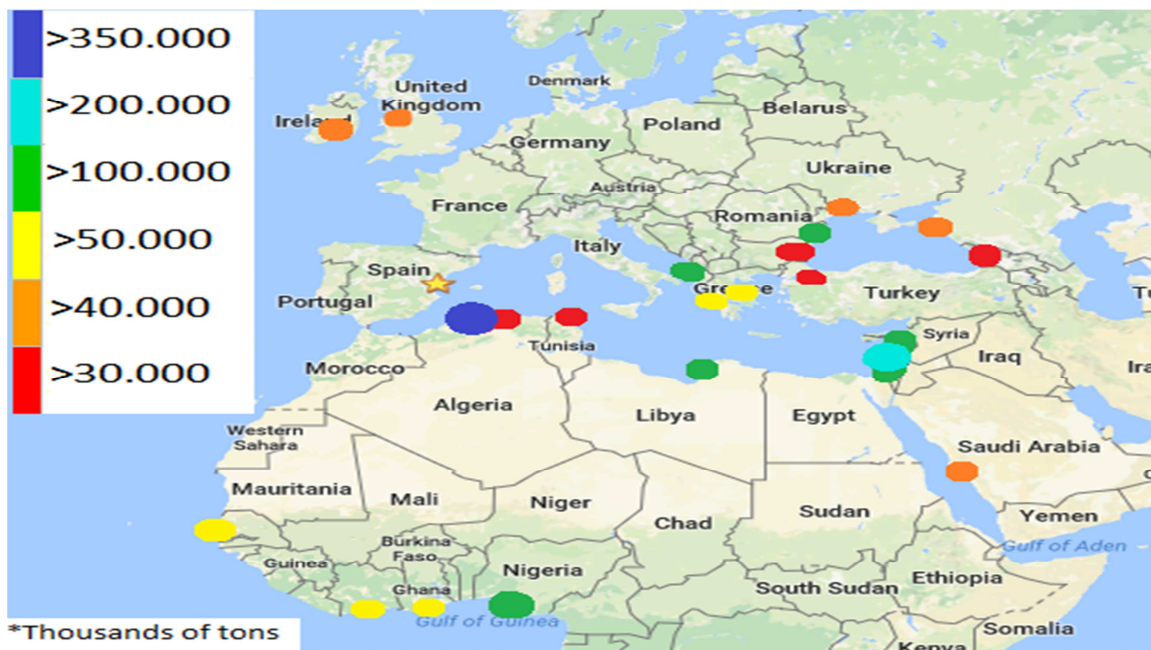 >350.000
>200.000
>100.000
>50.000
>40.000
>30.000
Denmark
United
Kingdom
Belarus
Poland
Germany
Ukraine
Austria
France
Romania
Italy
Spain
Portugal
Turkey
Syria
Tunisia
Iraq
Morocco
Algeria
Libya
Egypt
Western
Sahara
Saudi Arabia
Mauritania
Mali
Niger
Chad
Sudan
Yemen
Burkina
Faso
Gulf of Aden
Guinea
Nigeria
Ethiopia
Ghana
South Sudan
Gulf of Guinea
Somalia
Kenya
*Thousands of tons